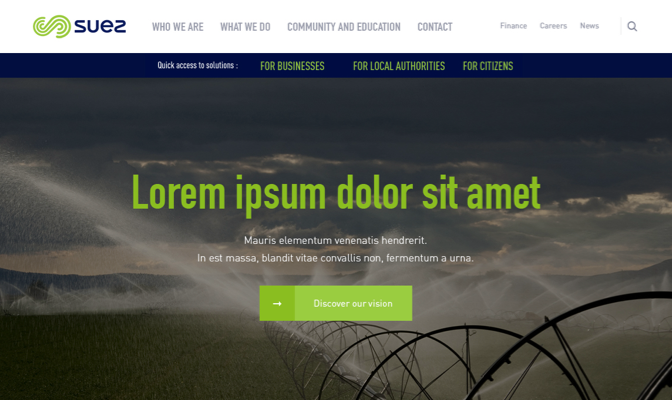 suez
WHO WE ARE WHAT WE DO COMMUNITY AND EDUCATION CONTACT Finance Careers News
Quick access to solutions : FOR BUSINESSES FOR LOCAL AUTHORITIES FOR CITIZENS
Lorem ipsum dolor sit amet
Mauris elementum venenatis hendrerit.
In est massa, blandit vitae convallis non, fermentum a urna.
→ Discover our vision